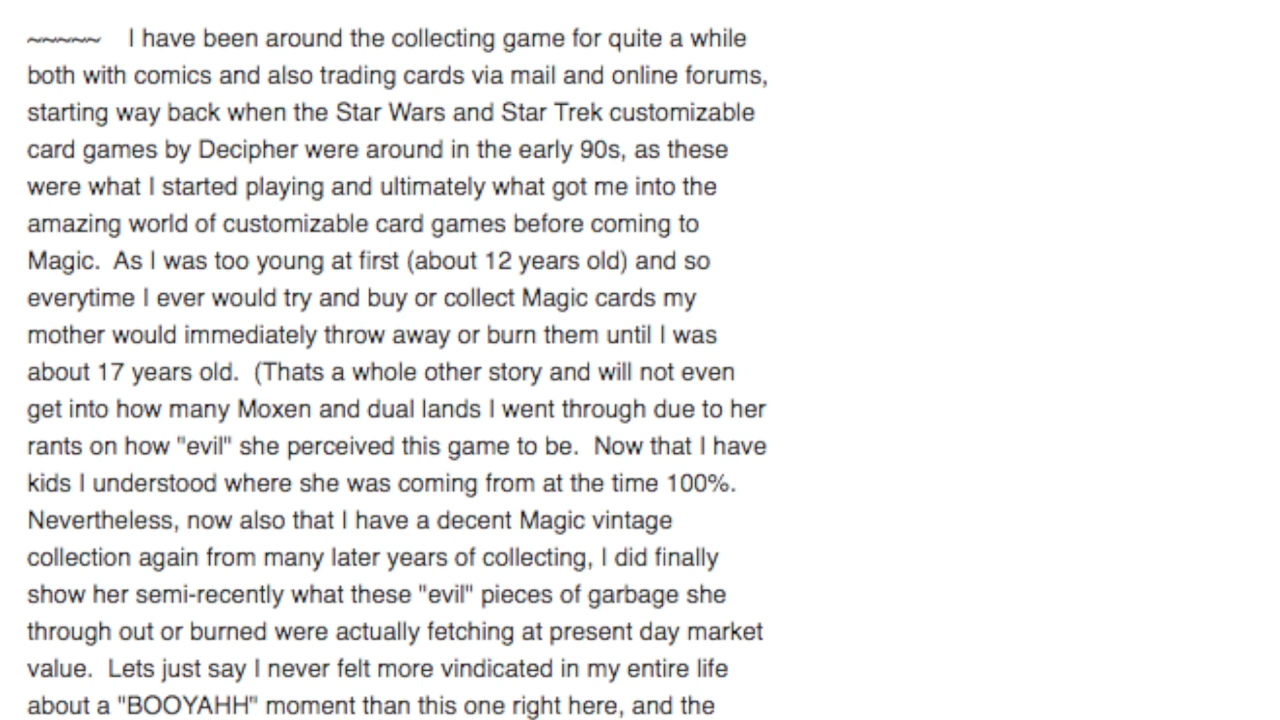 ~~~~~ I have been around the collecting game for quite a while
both with comics and also trading cards via mail and online forums,
starting way back when the Star Wars and Star Trek customizable
card games by Decipher were around in the early 90s, as these
were what I started playing and ultimately what got me into the
amazing world of customizable card games before coming to
Magic.  As I was too young at first (about 12 years old) and so
everytime I ever would try and buy or collect Magic cards my
mother would immediately throw away or burn them until I was
about 17 years old.  (Thats a whole other story and will not even
get into how many Moxen and dual lands I went through due to her
rants on how "evil" she perceived this game to be.  Now that I have
kids I understood where she was coming from at the time 100%.
Nevertheless, now also that I have a decent Magic vintage
collection again from many later years of collecting, I did finally
show her semi-recently what these "evil" pieces of garbage she
through out or burned were actually fetching at present day market
value.  Lets just say I never felt more vindicated in my entire life
about a "BOOYAHH" moment than this one right here, and the